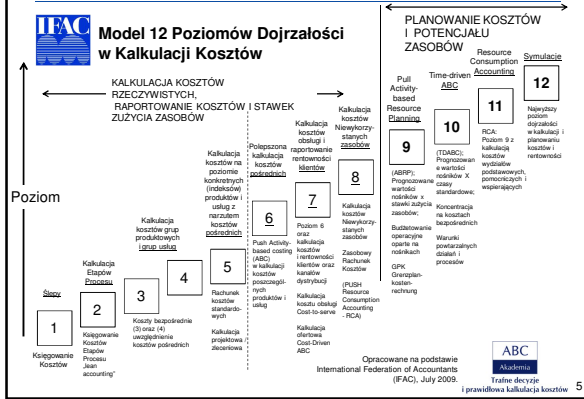 IFAC
Model 12 Poziomów Dojrzałości
w Kalkulacji Kosztów
PLANOWANIE KOSZTÓW
I POTENCJAŁU
ZASOBÓW
KALKULACJA KOSZTÓW
RZECZYWISTYCH,
RAPORTOWANIE KOSZTÓW I STAWEK
ZUŻYCIA ZASOBÓW
Poziom
Ślepy
1
Księgowanie
Kosztów
Kalkulacja
Etapów
Procesu
2
Księgowanie
Kosztów
Etapów
Procesu
„lean
accounting"
Kalkulacja
kosztów grup
produktowych
i grup usług
3
4
Koszty bezpośrednie
(3) oraz (4)
uwzględnienie
kosztów pośrednich
Kalkulacja
kosztów na
poziomie
konkretnych
(indeksów)
produktów i
usług z
narzutem
kosztów
pośrednich
5
Rachunek
kosztów
standardo-
wych
Kalkulacja
projektowa /
zleceniowa
Polepszona
kalkulacja
kosztów
pośrednich
6
Push Activity-
based costing
(ABC)
w kalkulacji
kosztów
poszczegól-
nych
produktów i
usług
Kalkulacja
kosztów
obsługi i
raportowanie
rentowności
klientów
7
Poziom 6
oraz
kalkulacja
kosztów
i rentowności
klientów oraz
kanałów
dystrybucji
Kalkulacja
kosztu obsługi
Cost-to-serve
Kalkulacja
ofertowa
Cost-Driven
ABC
Kalkulacja
kosztów
Niewykorzy-
stanych
zasobów
8
Kalkulacja
kosztów
Niewykorzy-
stanych
zasobów
Zasobowy
Rachunek
Kosztów
(PUSH
Resource
Consumption
Accounting
- RCA)
Pull
Activity-
based
Resource
Planning
9
(ABRP);
Prognozowane
wartości
nośników x
stawki zużycia
zasobów;
Budżetowanie
operacyjne
oparte na
nośnikach
GPK
Grenzplan-
kosten-
rechnung
Time-driven
ABC
10
(TDABC);
Prognozowan
e wartości
nośników X
czasy
standardowe;
Koncentracja
na kosztach
bezpośrednich
Warunki
powtarzalnych
działań i
procesów
Resource
Consumption
Accounting
11
RCA:
Poziom 9 z
kalkulacją
kosztów
wydziałów
podstawowych,
pomocniczych i
wspierających
Symulacje
12
Najwyższy
poziom
dojrzałości
w kalkulacji i
planowaniu
kosztów i
rentowności
Opracowane na podstawie
International Federation of Accountants
(IFAC), July 2009.
ABC
Akademia
Trafne decyzje
i prawidłowa kalkulacja kosztów
5